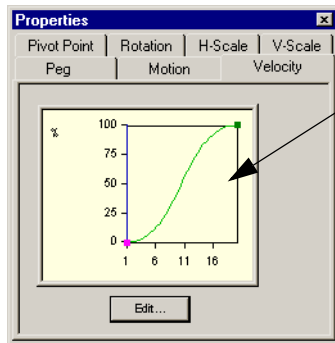 Properties
Pivot Point Rotation H-Scale V-Scale
Peg Motion Velocity
%
100
75
50
25
0
1 6 11 16
Edit...